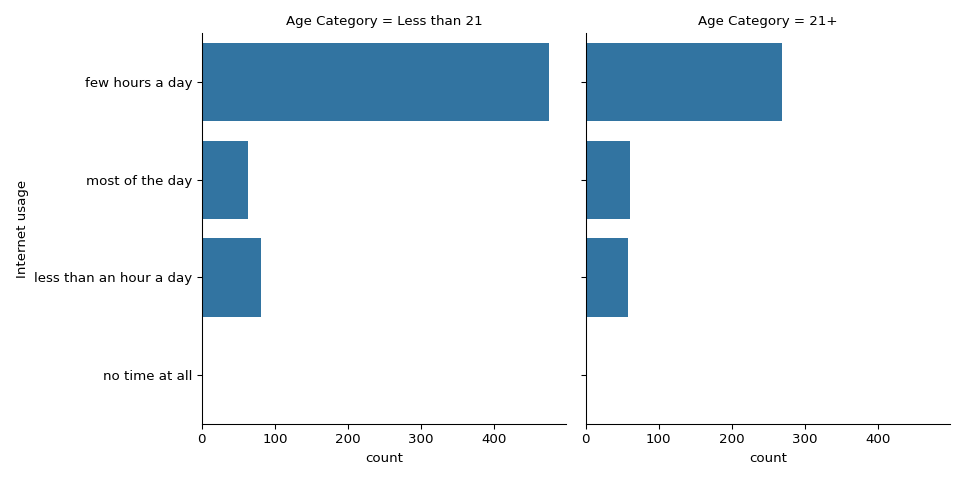 Age Category = Less than 21
Age Category = 21+
Internet usage
few hours a day
most of the day
less than an hour a day
no time at all
0 100 200 300 400
0 100 200 300 400
count
count